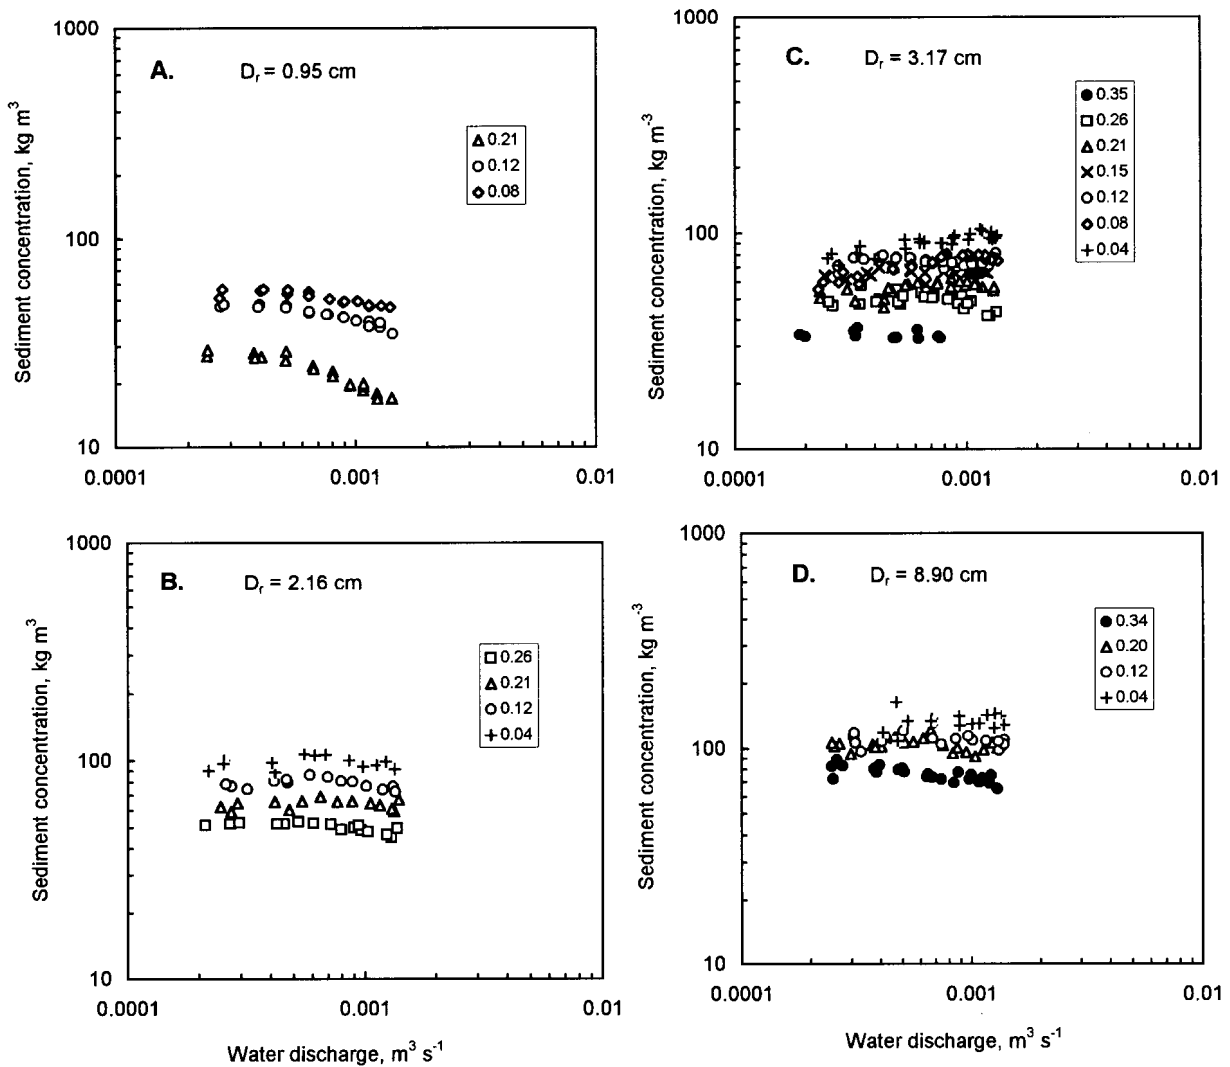 A. Dr = 0.95 cm
1000
100
10
0.0001 0.001 0.01
Sediment concentration, kg m³
0.21
0.12
0.08
B. Dr = 2.16 cm
1000
100
10
0.0001 0.001 0.01
Sediment concentration, kg m³
Water discharge, m³ s⁻¹
0.26
0.21
0.12
0.04
C. Dr = 3.17 cm
1000
100
10
0.0001 0.001 0.01
Sediment concentration, kg m⁻³
0.35
0.26
0.21
0.15
0.12
0.08
0.04
D. Dr = 8.90 cm
1000
100
10
0.0001 0.001 0.01
Sediment concentration, kg m⁻³
Water discharge, m³ s⁻¹
0.34
0.20
0.12
0.04